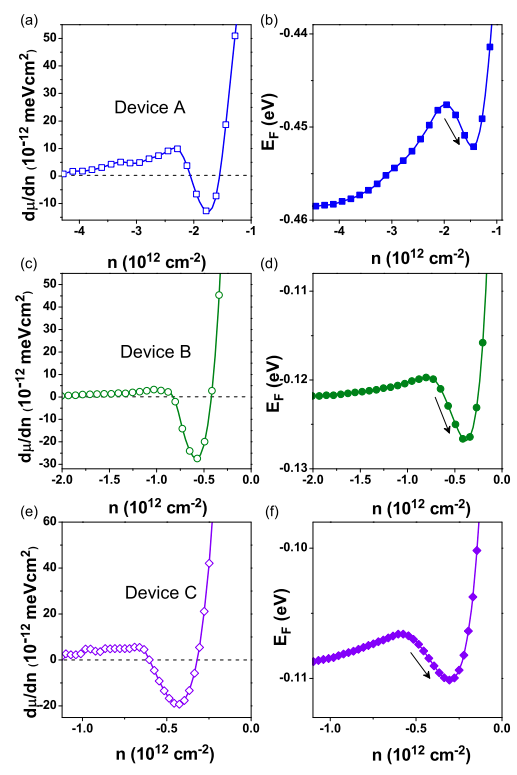 (a)
50
40
30
20
10
0
-10
dμ/dn (10⁻¹² meVcm²)
Device A
-4
-3
-2
-1
n (10¹² cm⁻²)
(b)
-0.44
-0.45
-0.46
E_F (eV)
-4
-3
-2
-1
n (10¹² cm⁻²)
(c)
50
40
30
20
10
0
-10
-20
-30
dμ/dn (10⁻¹² meVcm²)
Device B
-2.0
-1.5
-1.0
-0.5
0.0
n (10¹² cm⁻²)
(d)
-0.11
-0.12
-0.13
E_F (eV)
-2.0
-1.5
-1.0
-0.5
0.0
n (10¹² cm⁻²)
(e)
60
40
20
0
-20
dμ/dn (10⁻¹² meVcm²)
Device C
-1.0
-0.5
0.0
n (10¹² cm⁻²)
(f)
-0.10
-0.11
E_F (eV)
-1.0
-0.5
0.0
n (10¹² cm⁻²)